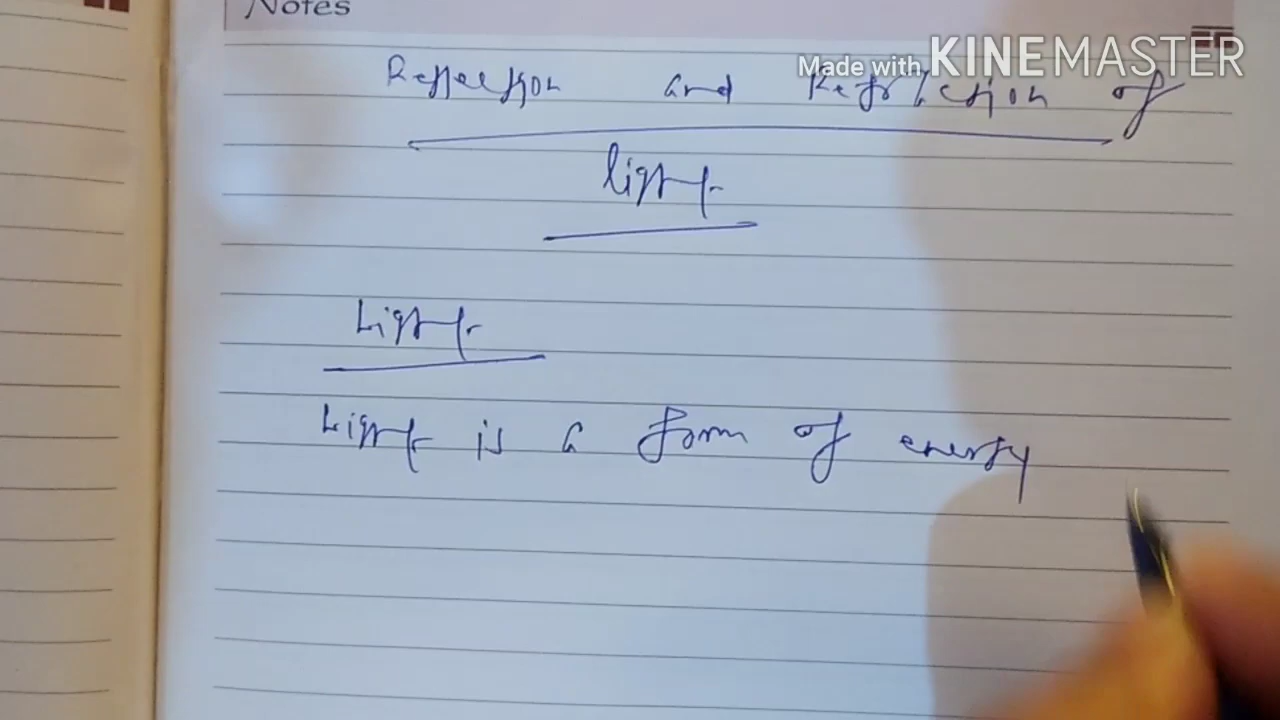 Notes
Made with KINEMASTER
Reflection and Refraction of
light
Light
Light is a form of energy